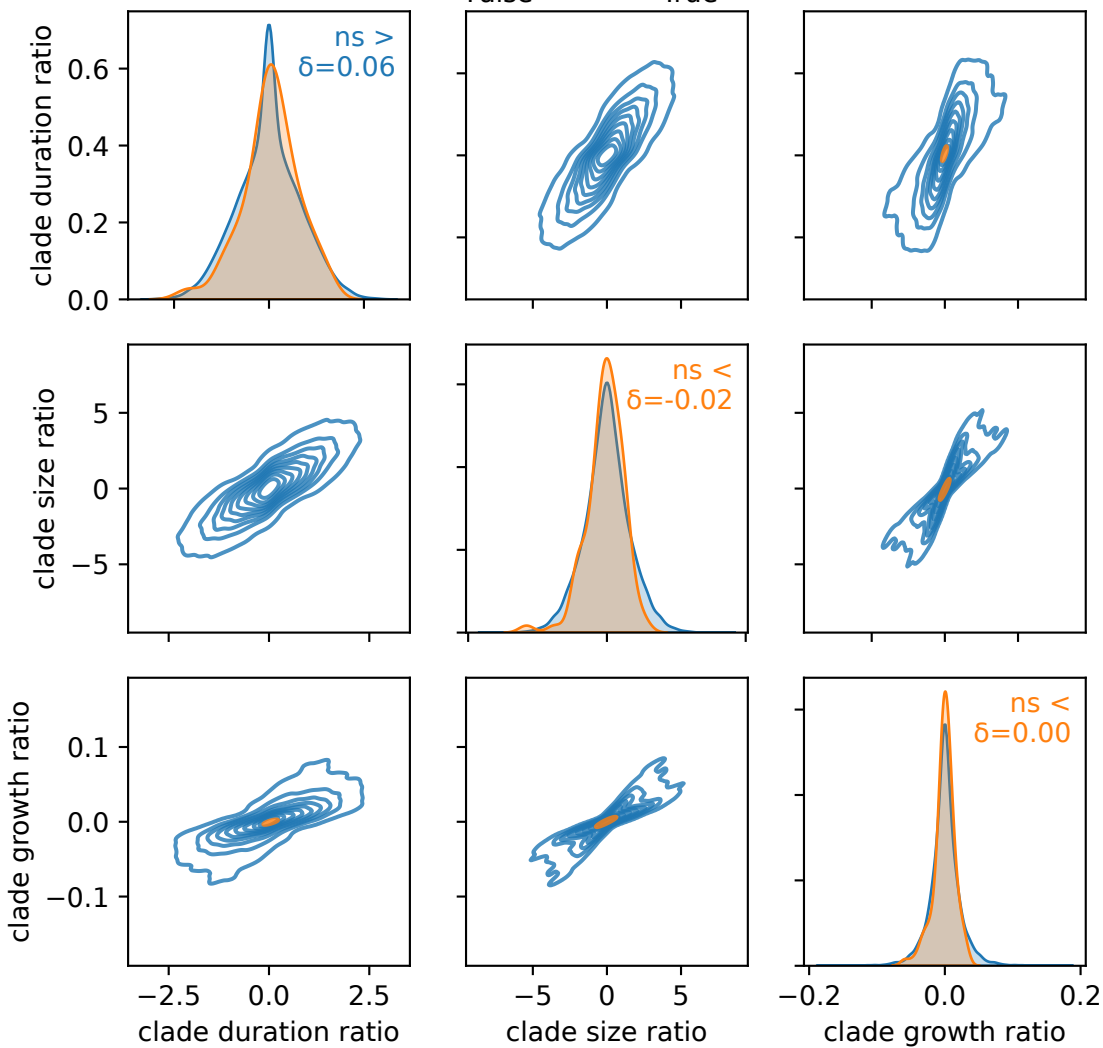 clade duration ratio
0.6
0.4
0.2
0.0
ns >
δ=0.06
clade size ratio
5
0
−5
ns <
δ=-0.02
clade growth ratio
0.1
0.0
−0.1
ns <
δ=0.00
−2.5 0.0 2.5
−5 0 5
−0.2 0.0 0.2
clade duration ratio
clade size ratio
clade growth ratio